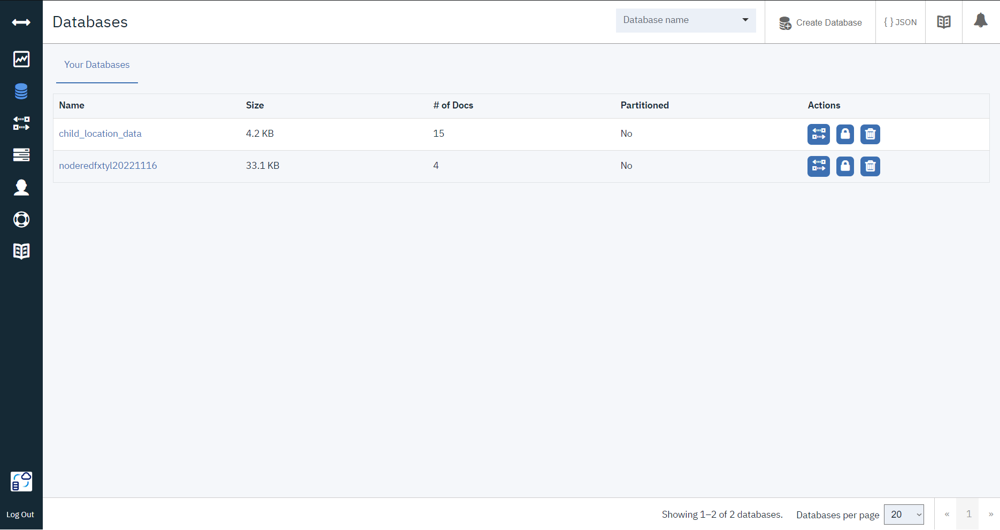 Databases
Database name
Create Database
{ } JSON
Your Databases
Name Size # of Docs Partitioned Actions
child_location_data 4.2 KB 15 No
noderedfxtyl20221116 33.1 KB 4 No
Log Out
Showing 1–2 of 2 databases. Databases per page 20 « 1 »